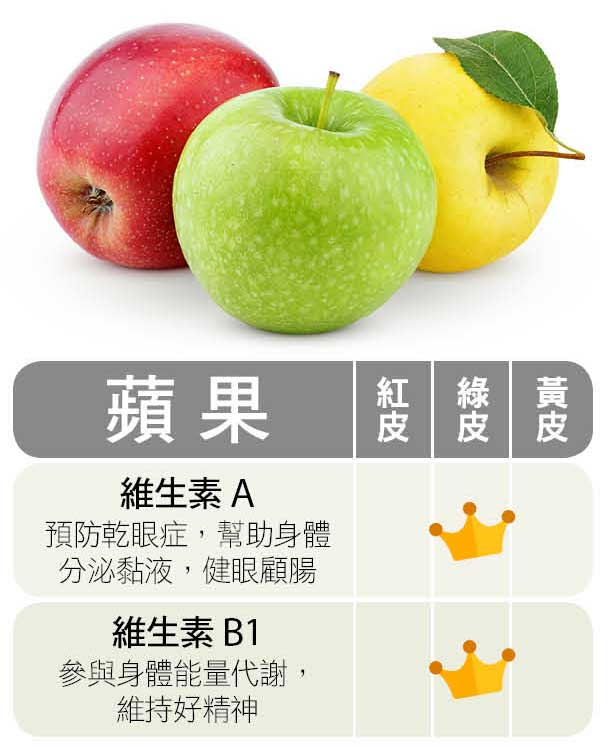 蘋果 紅皮 綠皮 黃皮
維生素 A
預防乾眼症，幫助身體
分泌黏液，健眼顧腸
維生素 B1
參與身體能量代謝，
維持好精神